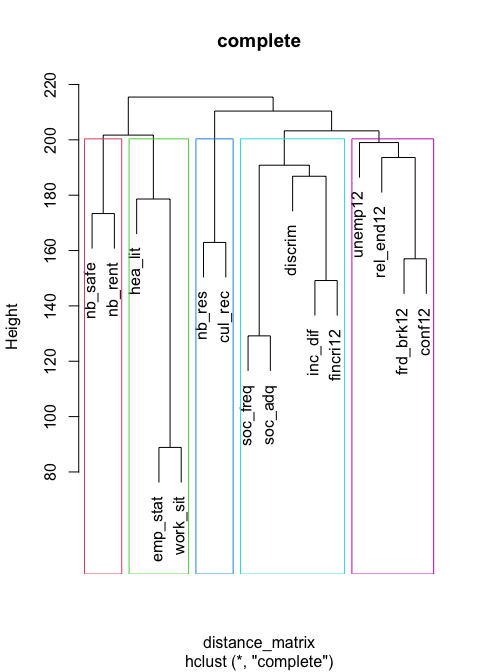 complete
Height
220
200
180
160
140
120
100
80
nb_safe
nb_rent
hea_lit
emp_stat
work_sit
nb_res
cul_rec
soc_freq
soc_adq
discrim
inc_dif
fincri12
unemp12
rel_end12
frd_brk12
conf12
distance_matrix
hclust (*, "complete")